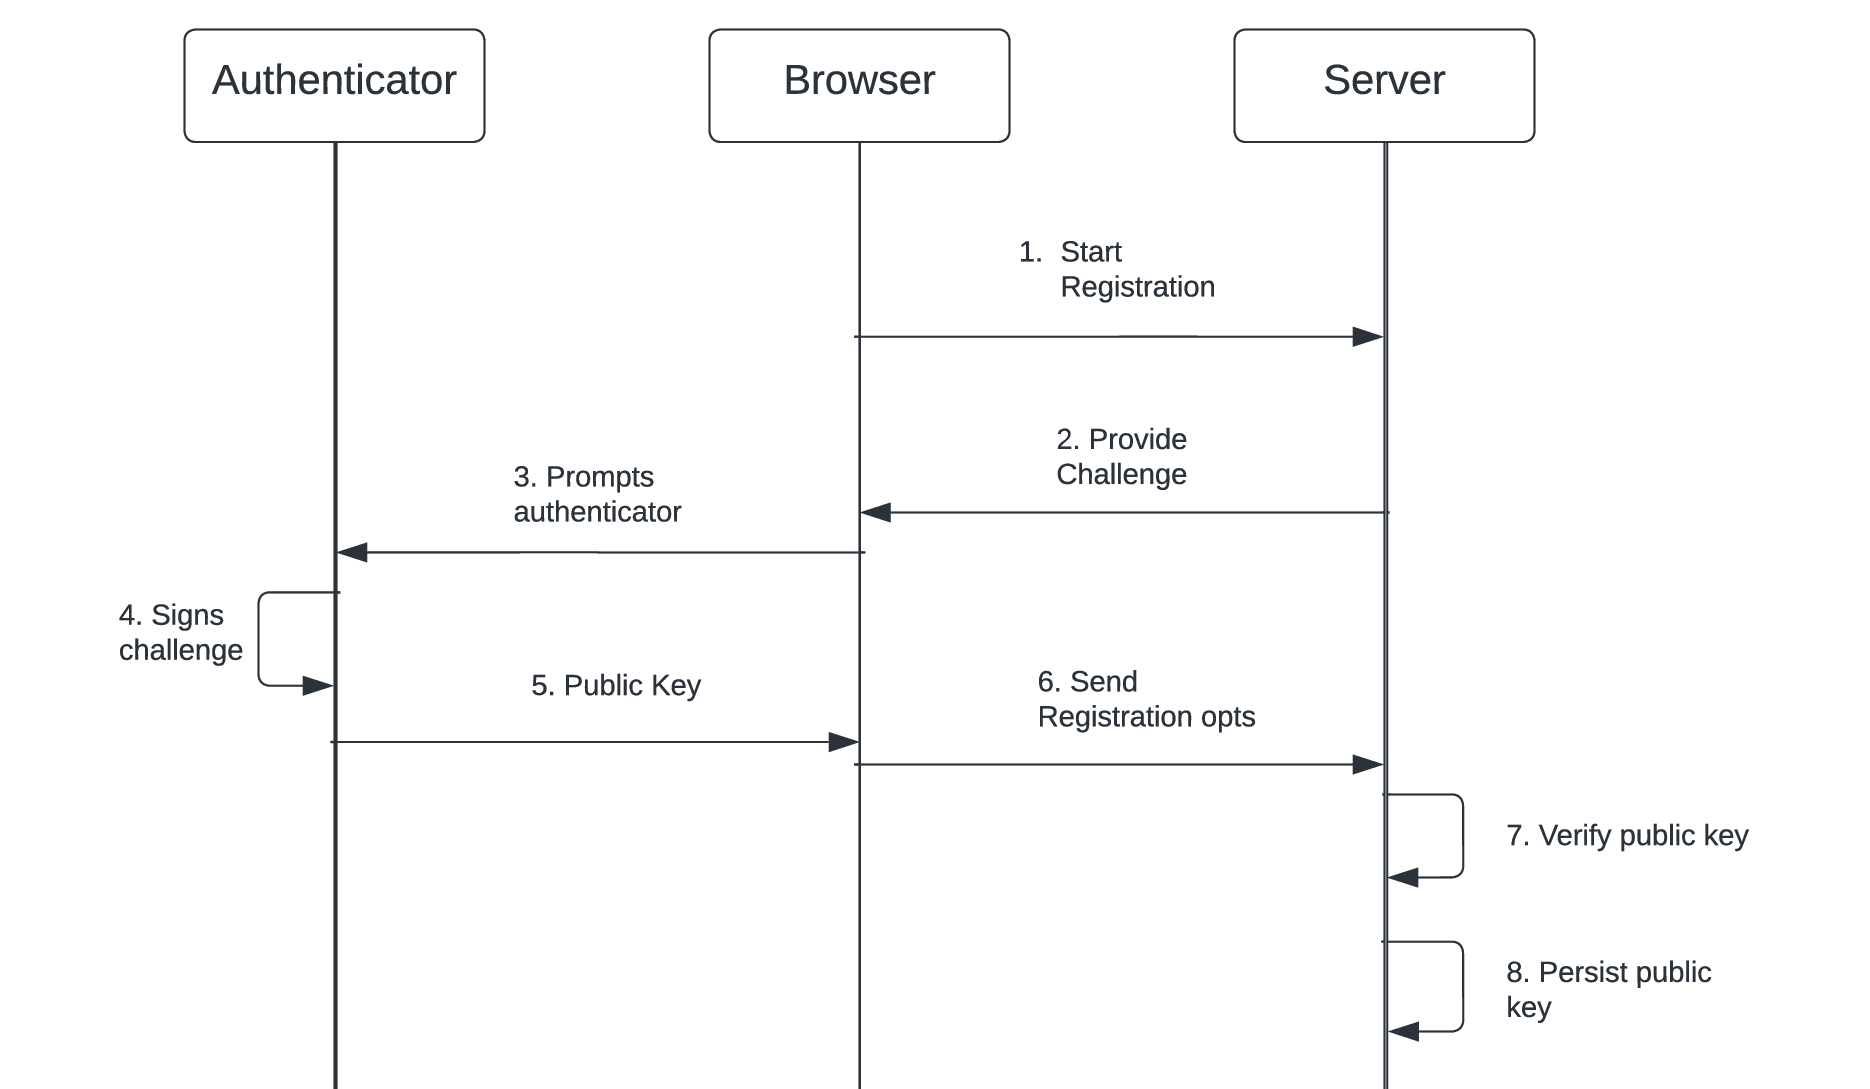 Authenticator
Browser
Server
1. Start
Registration
2. Provide
Challenge
3. Prompts
authenticator
4. Signs
challenge
5. Public Key
6. Send
Registration opts
7. Verify public key
8. Persist public
key